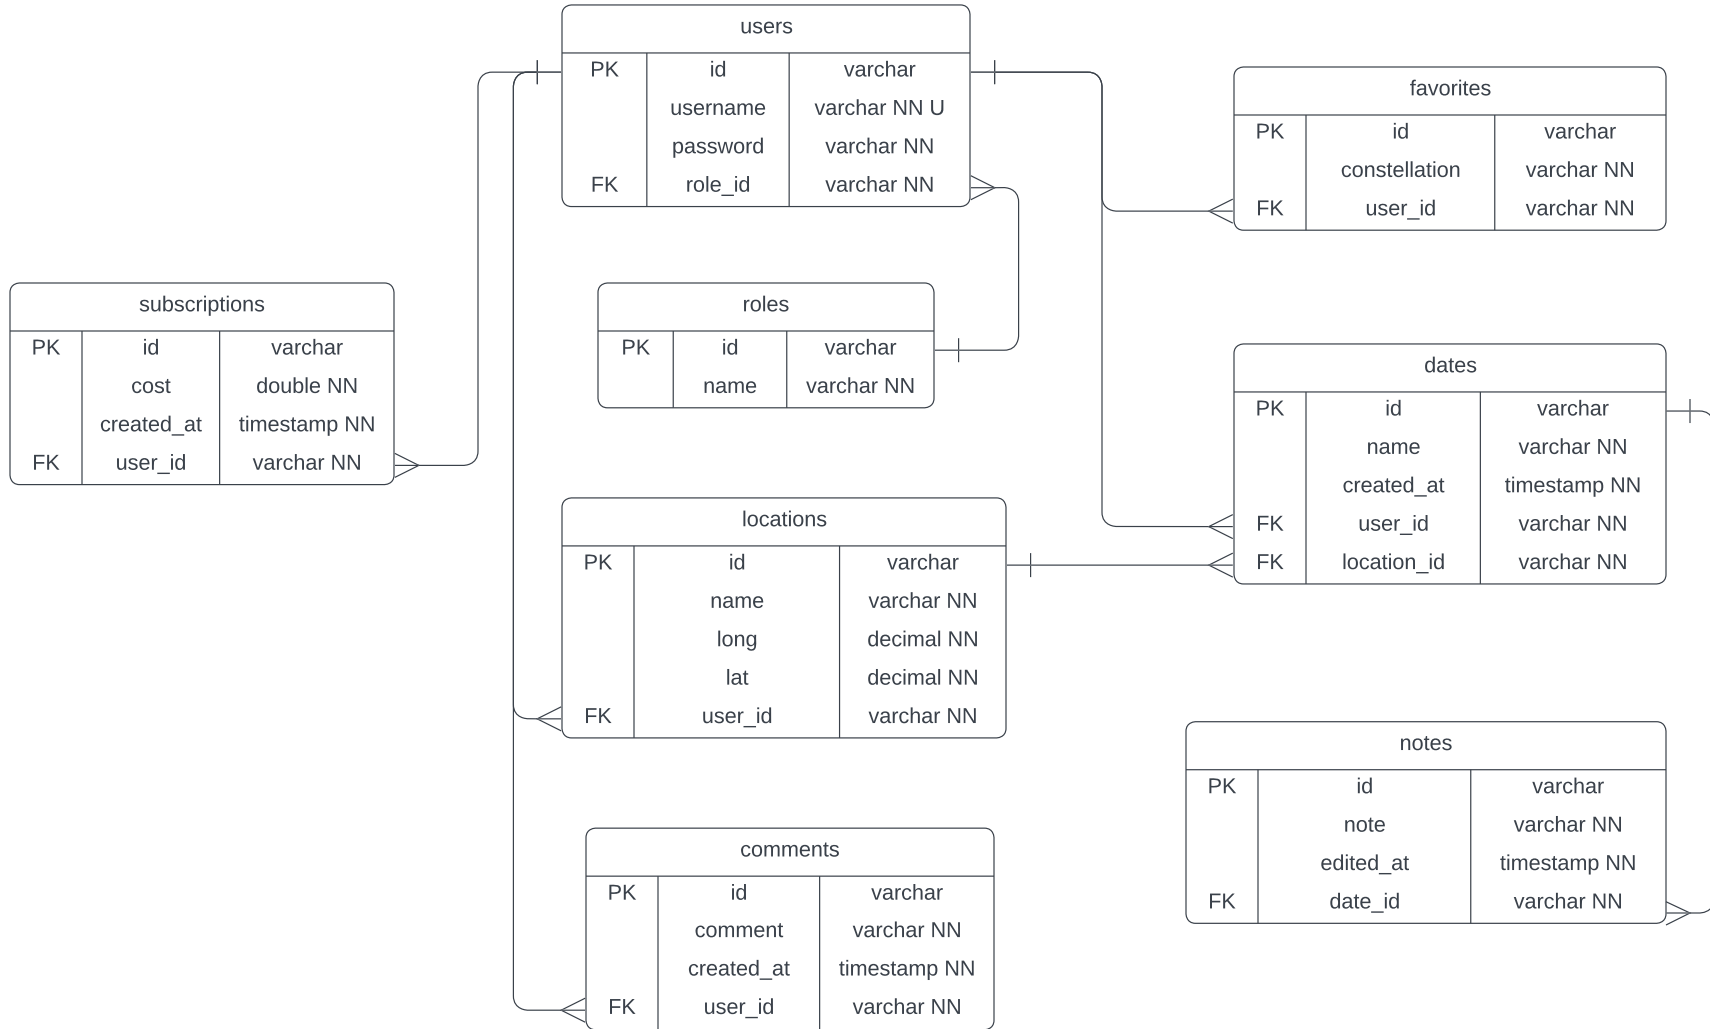 users
PK id varchar
username varchar NN U
password varchar NN
FK role_id varchar NN
favorites
PK id varchar
constellation varchar NN
FK user_id varchar NN
subscriptions
PK id varchar
cost double NN
created_at timestamp NN
FK user_id varchar NN
roles
PK id varchar
name varchar NN
dates
PK id varchar
name varchar NN
created_at timestamp NN
FK user_id varchar NN
FK location_id varchar NN
locations
PK id varchar
name varchar NN
long decimal NN
lat decimal NN
FK user_id varchar NN
notes
PK id varchar
note varchar NN
edited_at timestamp NN
FK date_id varchar NN
comments
PK id varchar
comment varchar NN
created_at timestamp NN
FK user_id varchar NN